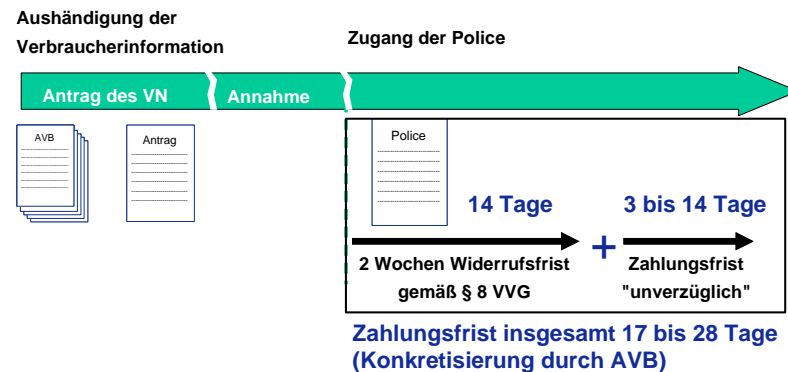 Aushändigung der
Verbraucherinformation
Zugang der Police
Antrag des VN
Annahme
AVB
Antrag
Police
14 Tage
3 bis 14 Tage
+
2 Wochen Widerrufsfrist
gemäß § 8 VVG
Zahlungsfrist
"unverzüglich"
Zahlungsfrist insgesamt 17 bis 28 Tage
(Konkretisierung durch AVB)